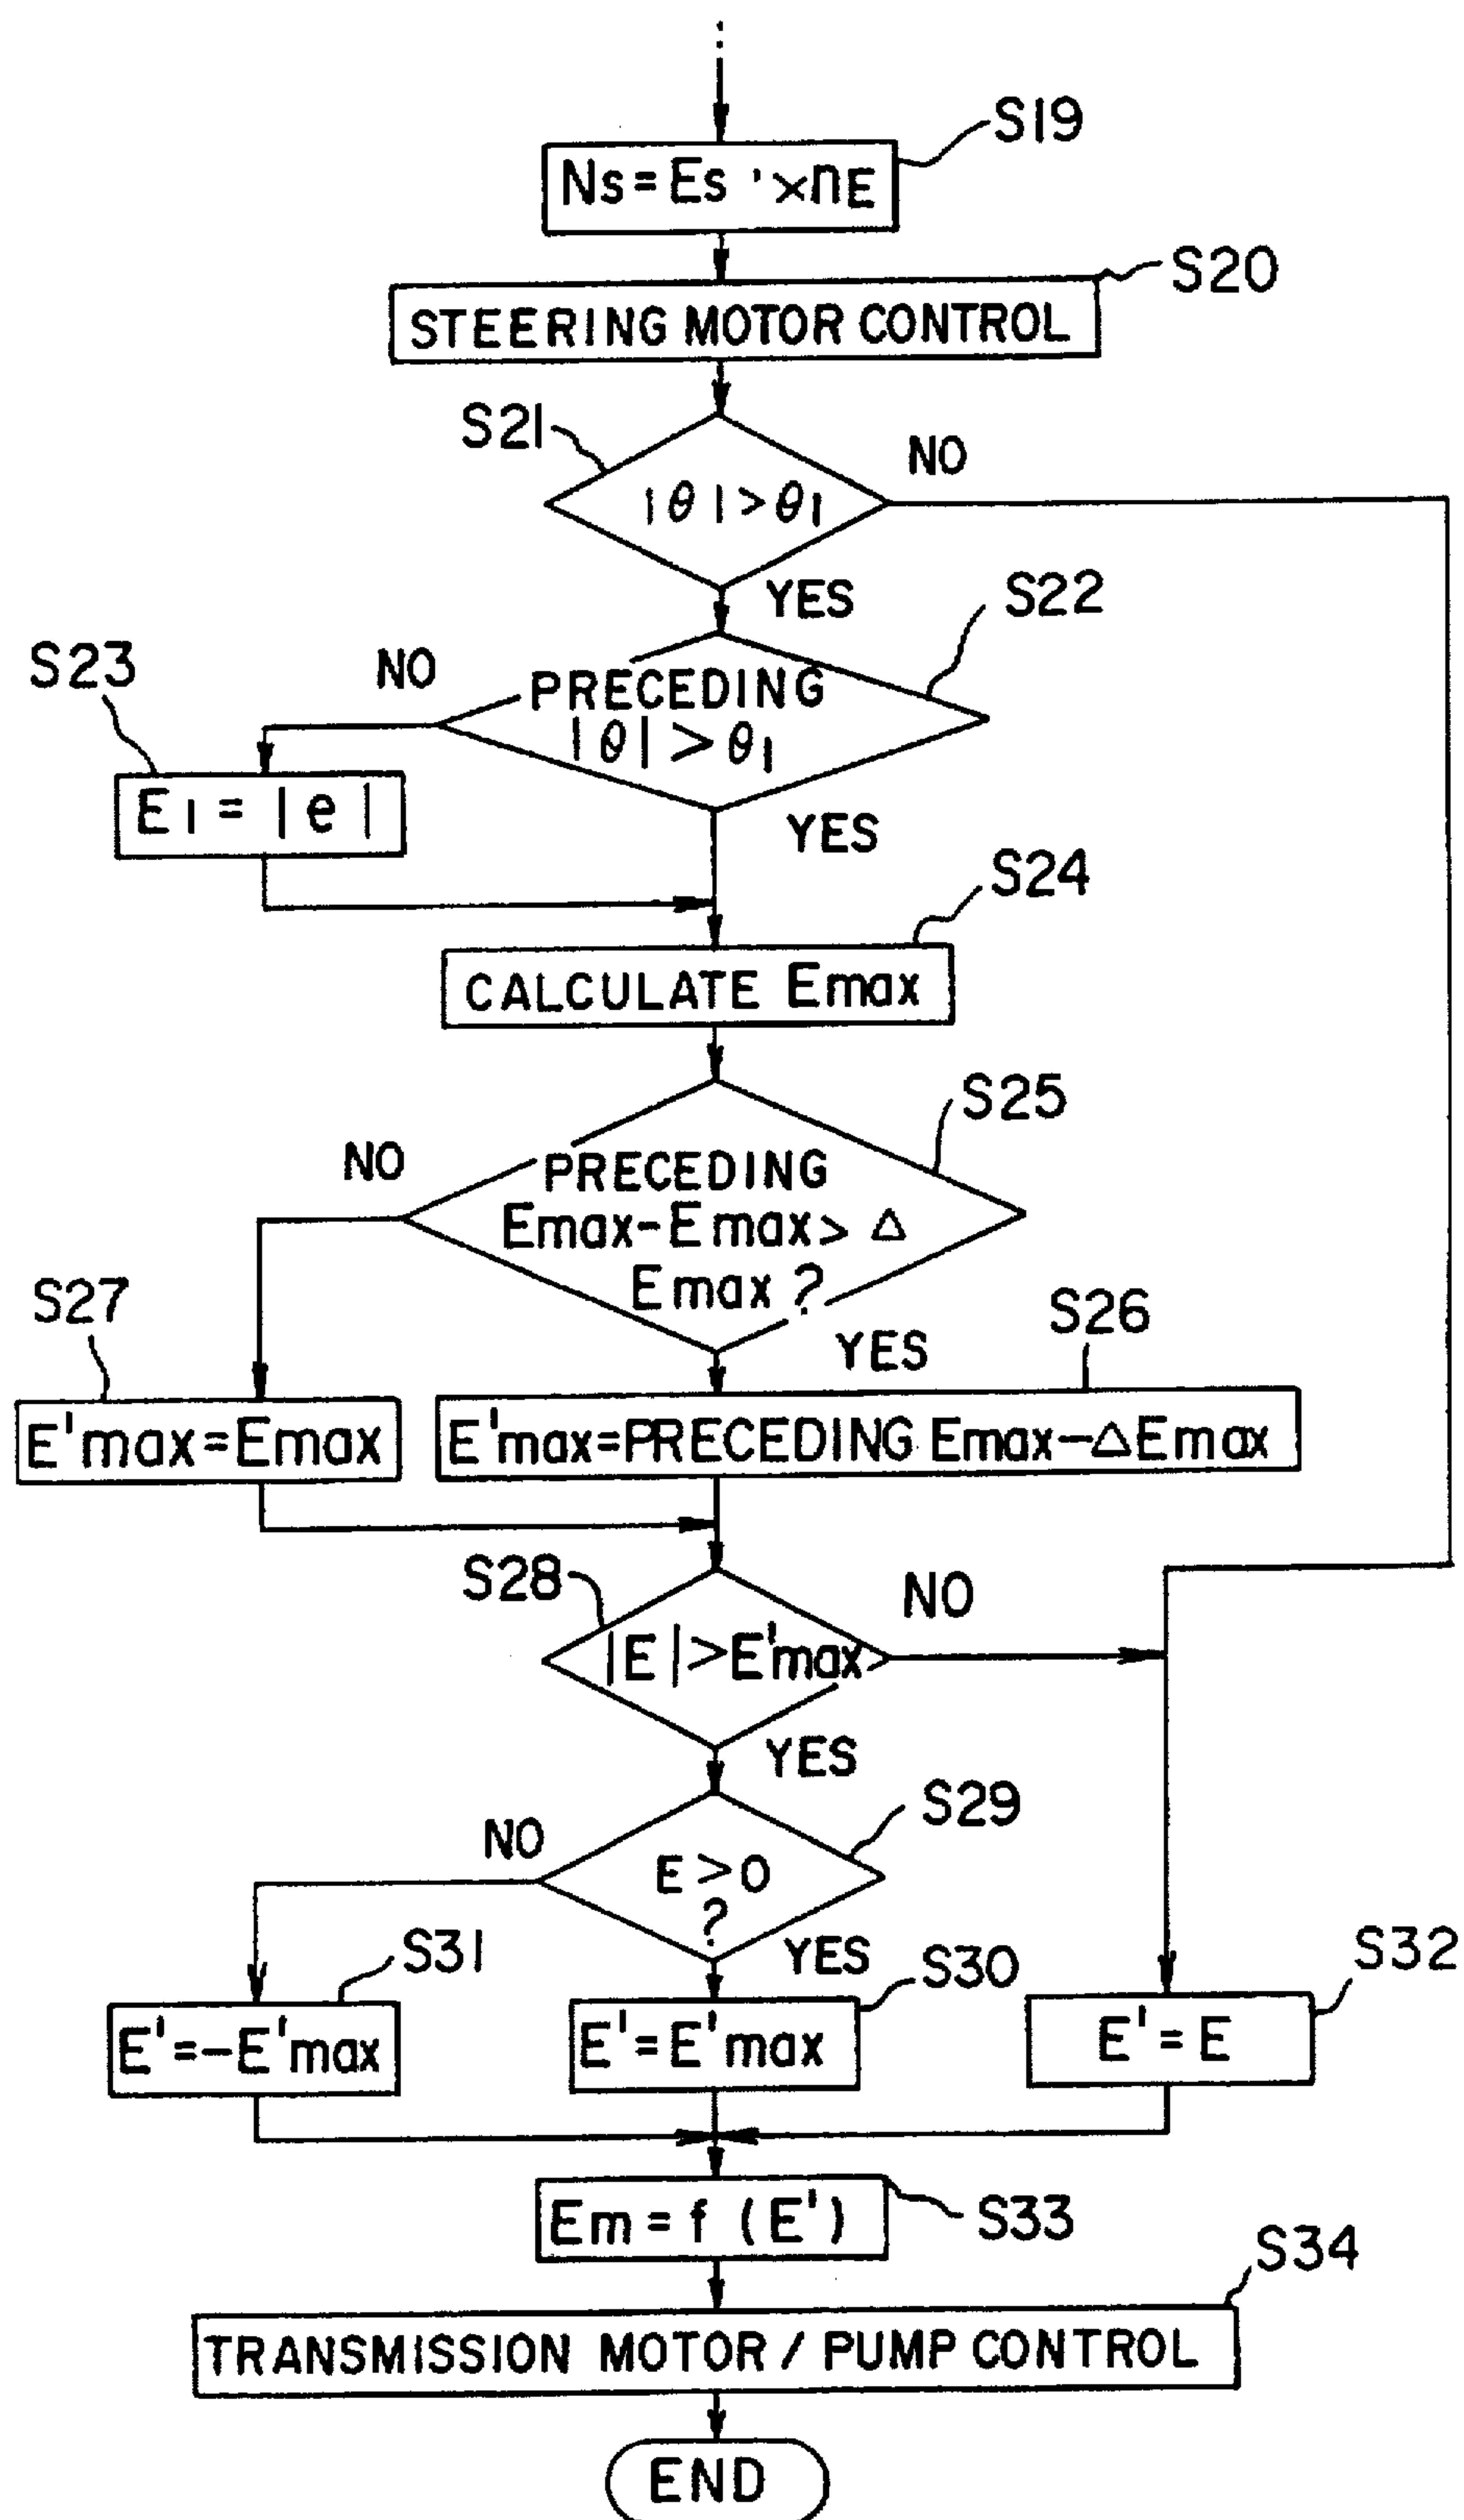 S19
Ns=Es'×nE
S20
STEERING MOTOR CONTROL
S21
NO
|θ|>θ1
YES
S22
S23
NO
PRECEDING
|θ|>θ1
E1=|e|
YES
S24
CALCULATE Emax
S25
NO
PRECEDING
Emax-Emax> Δ
Emax?
S27
S26
YES
E'max=Emax
E'max=PRECEDING Emax-ΔEmax
S28
NO
|E|>E'max
YES
S29
NO
E>0
?
S31
YES
S30
S32
E'=-E'max
E'=E'max
E'=E
Em=f(E')
S33
S34
TRANSMISSION MOTOR/PUMP CONTROL
END